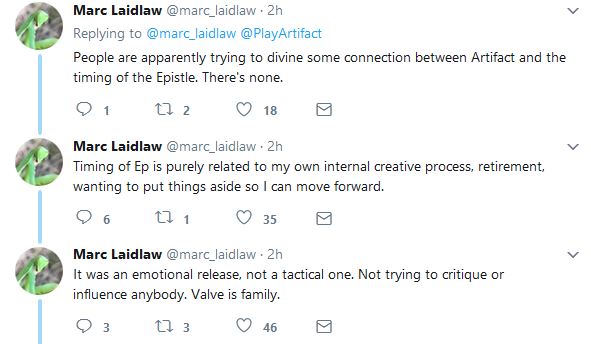 Marc Laidlaw @marc_laidlaw · 2h
Replying to @marc_laidlaw @PlayArtifact
People are apparently trying to divine some connection between Artifact and the
timing of the Epistle. There's none.
1 2 18
Marc Laidlaw @marc_laidlaw · 2h
Timing of Ep is purely related to my own internal creative process, retirement,
wanting to put things aside so I can move forward.
6 1 35
Marc Laidlaw @marc_laidlaw · 2h
It was an emotional release, not a tactical one. Not trying to critique or
influence anybody. Valve is family.
3 3 46